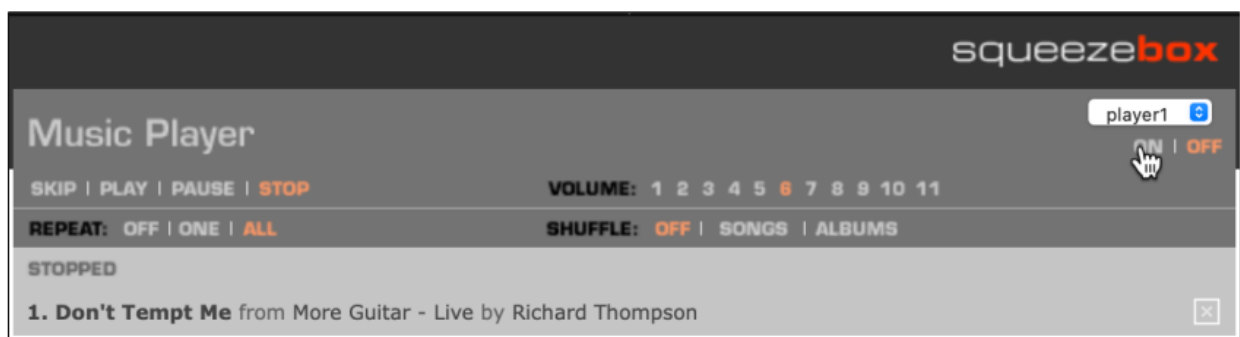 squeezebox
Music Player
player1
ON | OFF
SKIP | PLAY | PAUSE | STOP
VOLUME: 1 2 3 4 5 6 7 8 9 10 11
REPEAT: OFF | ONE | ALL
SHUFFLE: OFF | SONGS | ALBUMS
STOPPED
1. Don't Tempt Me from More Guitar - Live by Richard Thompson